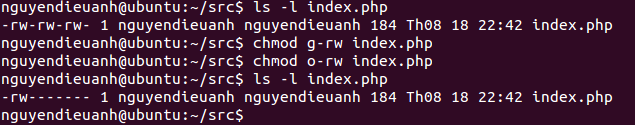 nguyendieuanh@ubuntu:~/src$ ls -l index.php
-rw-rw-rw- 1 nguyendieuanh nguyendieuanh 184 Th08 18 22:42 index.php
nguyendieuanh@ubuntu:~/src$ chmod g-rw index.php
nguyendieuanh@ubuntu:~/src$ chmod o-rw index.php
nguyendieuanh@ubuntu:~/src$ ls -l index.php
-rw------- 1 nguyendieuanh nguyendieuanh 184 Th08 18 22:42 index.php
nguyendieuanh@ubuntu:~/src$